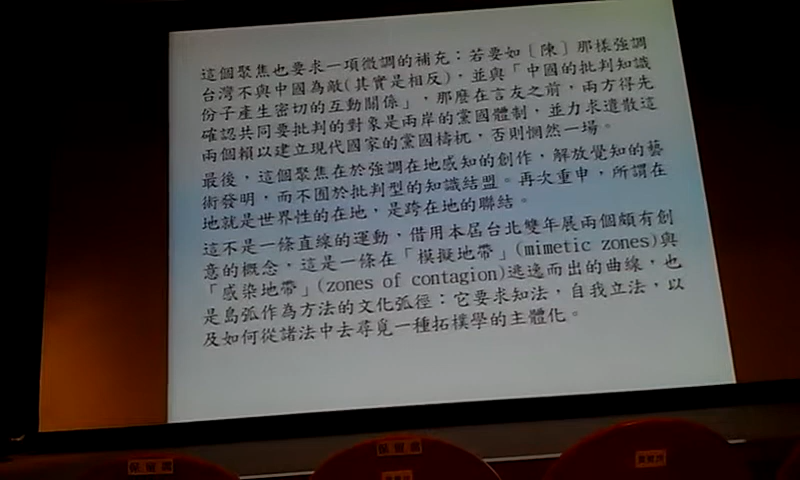 這個聚焦也要求一項微調的補充：若要如〔陳〕那樣強調
台灣不與中國為敵(其實是相反)，並與「中國的批判知識
份子產生密切的互動關係」，那麼在言友之前，兩方得先
確認共同要批判的對象是兩岸的黨國體制，並力求遣散這
兩個賴以建立現代國家的黨國檮杌，否則惘然一場。
最後，這個聚焦在於強調在地感知的創作，解放覺知的藝
術發明，而不囿於批判型的知識結盟。再次重申，所謂在
地就是世界性的在地，是跨在地的聯結。
這不是一條直線的運動，借用本屆台北雙年展兩個頗有創
意的概念，這是一條在「模擬地帶」(mimetic zones)與
「感染地帶」(zones of contagion)逃逸而出的曲線，也
是島弧作為方法的文化弧徑：它要求知法，自我立法，以
及如何從諸法中去尋覓一種拓樸學的主體化。
保留席
保留席